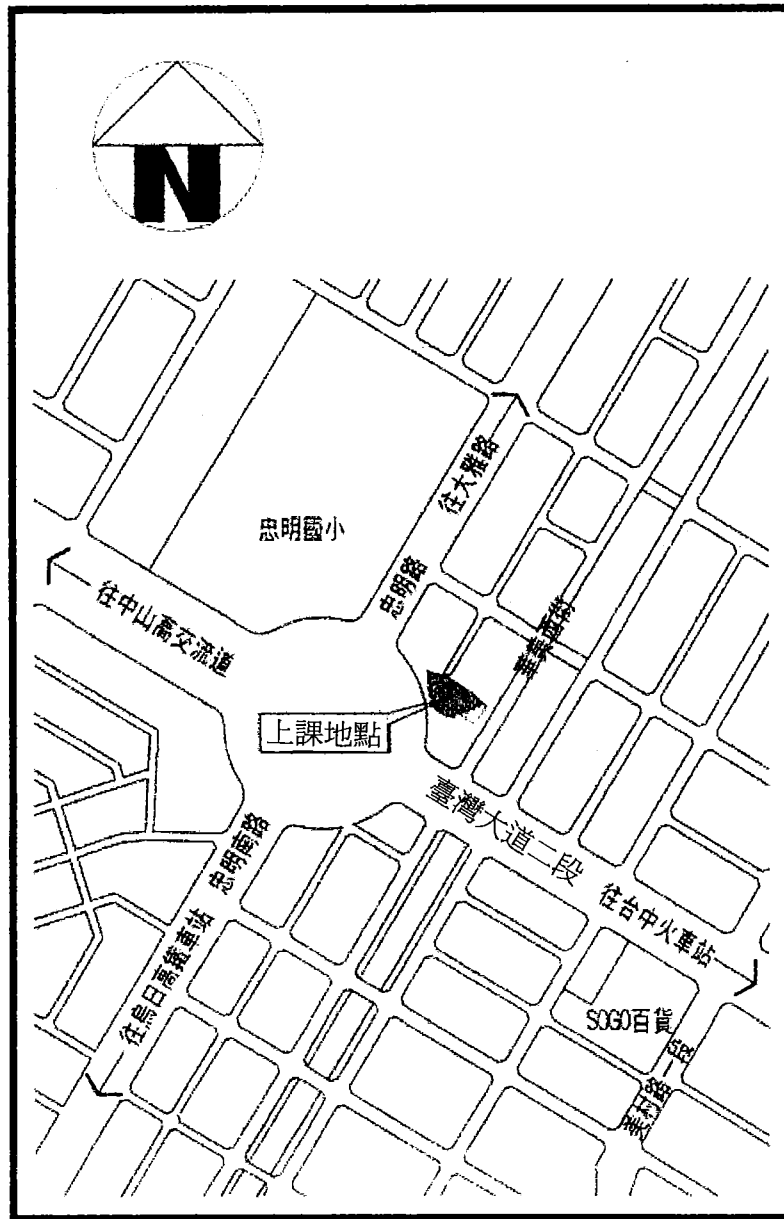 N
往大雅路
忠明國小
忠明路
往中山高交流道
華美西街
上課地點
臺灣大道二段
忠明南路
往台中火車站
往烏日高鐵車站
SOGO百貨
美村路一段